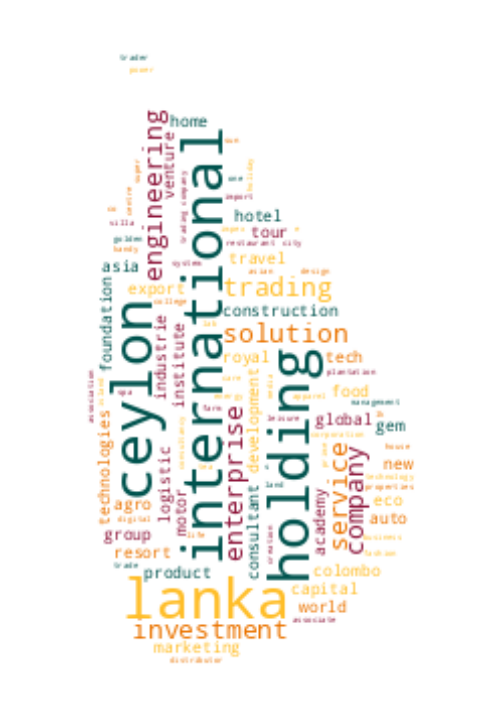 trader
power
home
engineering
venture
international
hotel
tour
import
one
holiday
super
centre
villa
golden
handy
trading company
restaurant city
asia
system
travel
asian
design
export
trading
college
foundation
ceylon
construction
industrie
institute
solution
lab
royal
tech
plantation
holding
association
spa
care
energy
food
apparel
management
technologies
farm
development
leisure
global
gem
corporation
enterprise
consultancy
house
logistic
service
company
new
technology
properties
agro
motor
consultant
land
academy
eco
digital
auto
group
life
creation
business
resort
fashion
trade
product
colombo
lanka
capital
world
associate
investment
marketing
distributor